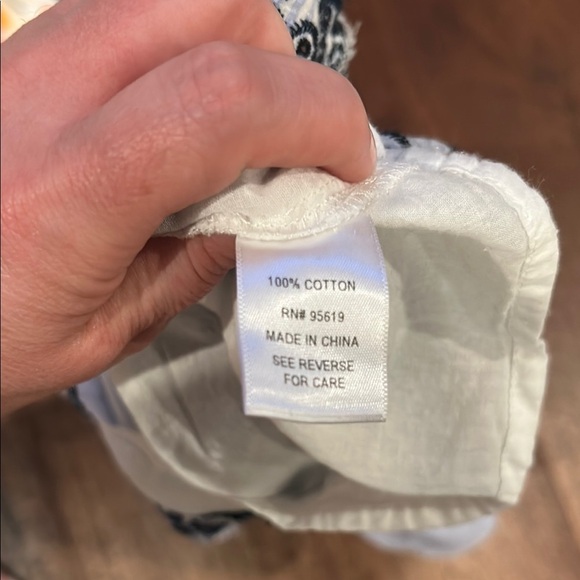 100% COTTON
RN# 95619
MADE IN CHINA
SEE REVERSE
FOR CARE